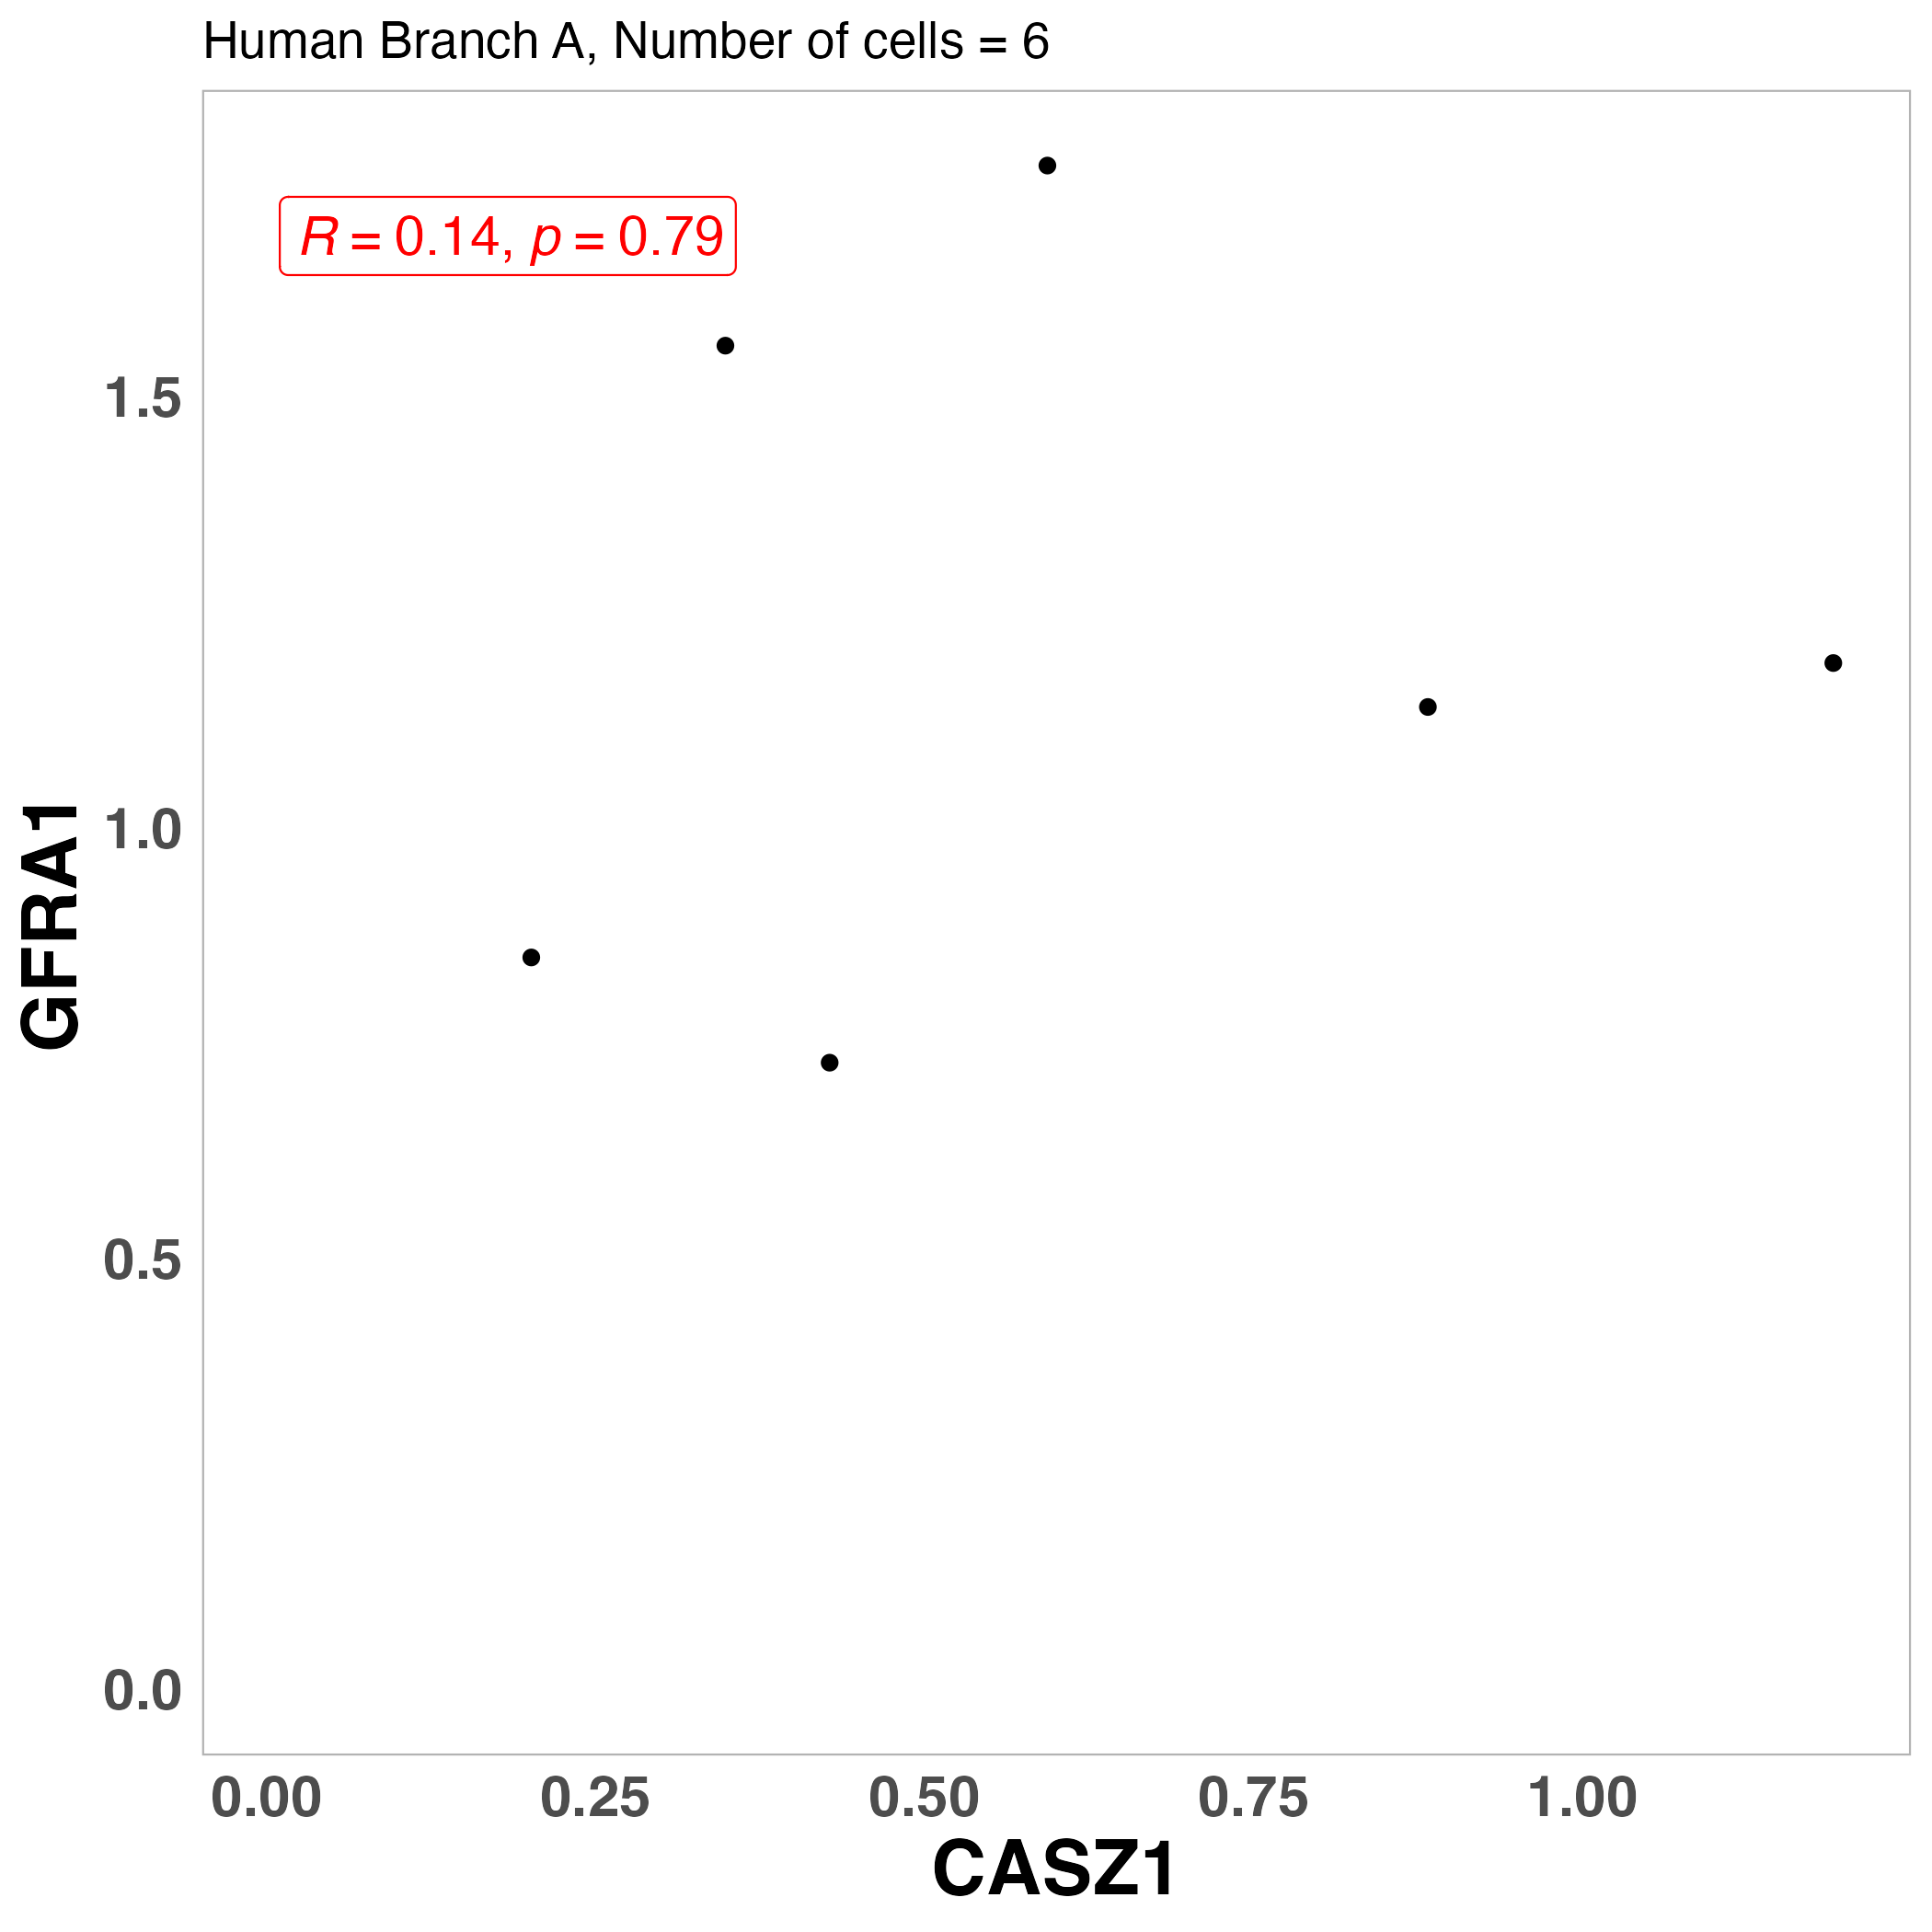 Human Branch A, Number of cells = 6
R = 0.14, p = 0.79
1.5
1.0
0.5
0.0
GFRA1
0.00 0.25 0.50 0.75 1.00
CASZ1